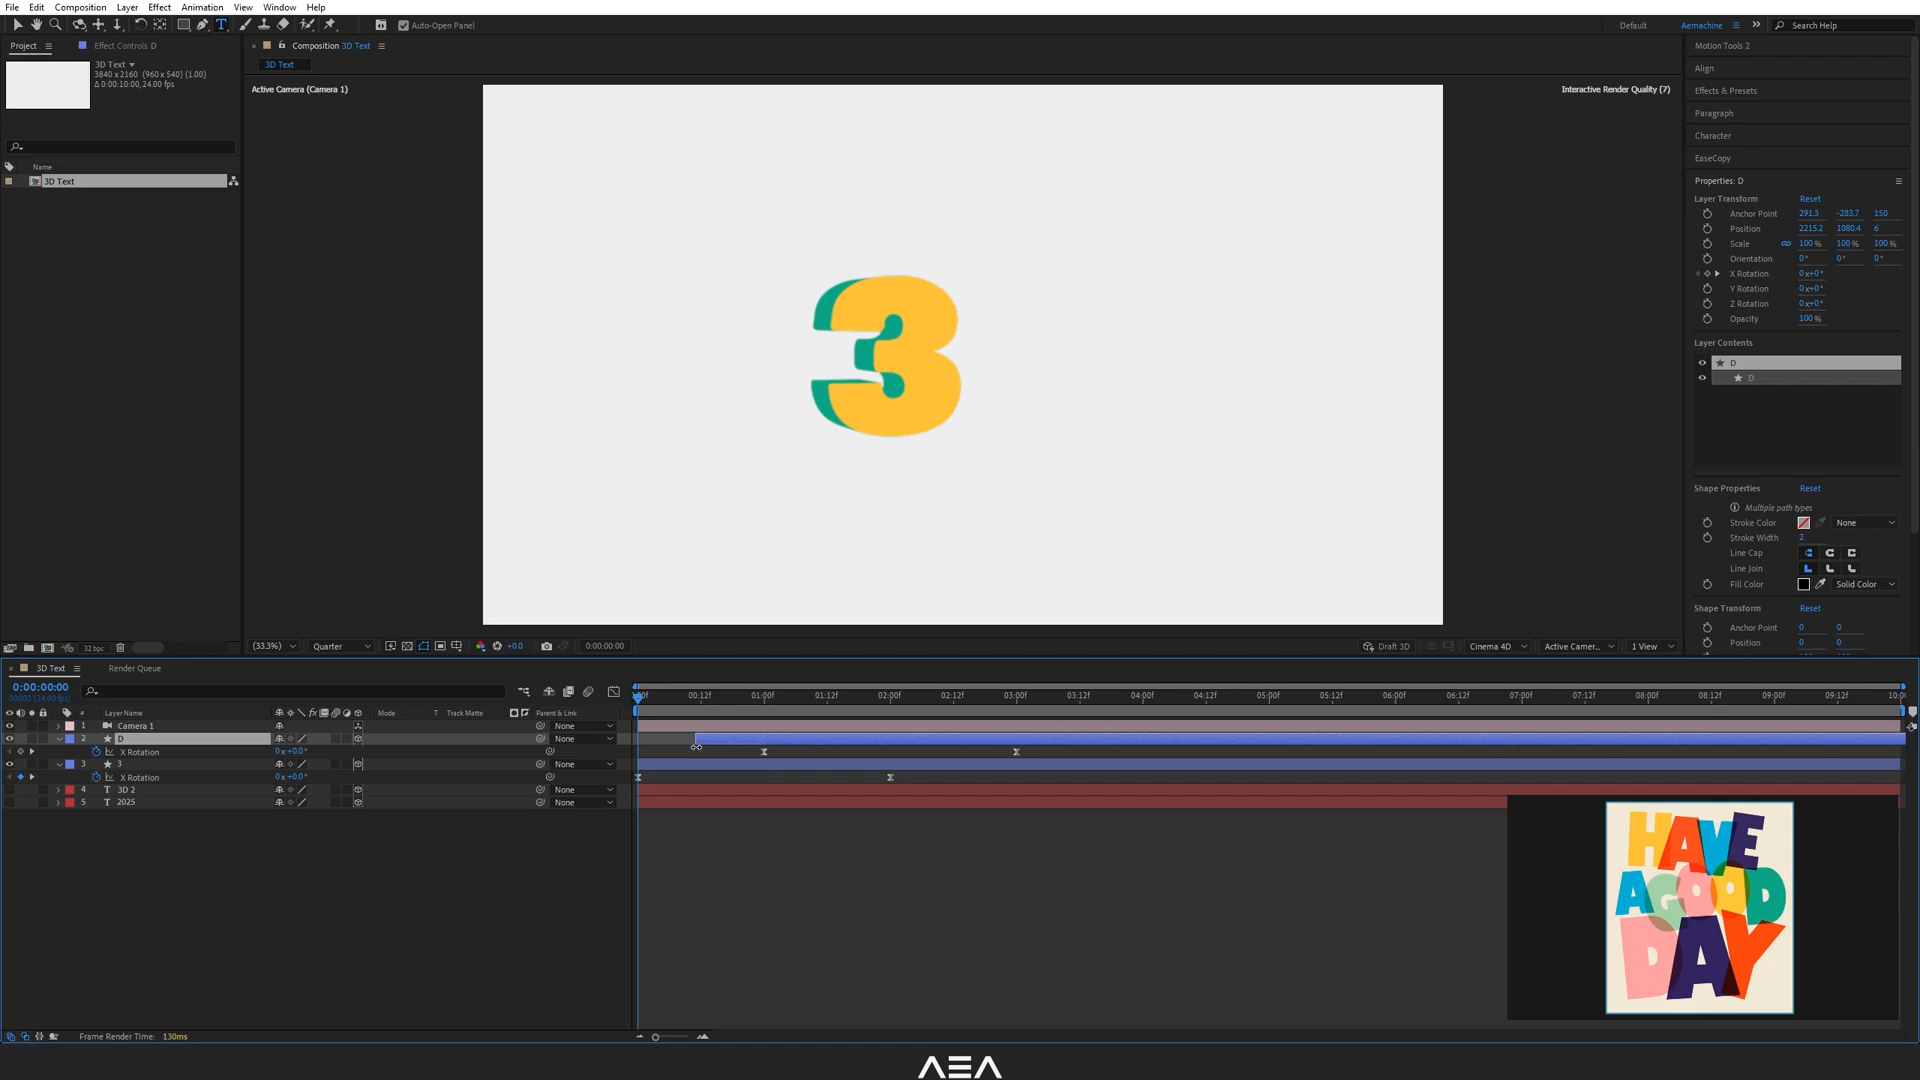 File Edit Composition Layer Effect Animation View Window Help
Auto-Open Panel Default Aemachine Search Help
Project Effect Controls D Composition 3D Text Motion Tools 2
3D Text
3840 x 2160 (960 x 540) (1.00)
Δ 0:00:10:00, 24.00 fps
3D Text
Align
Active Camera (Camera 1) Interactive Render Quality (7) Effects & Presets
Paragraph
Character
EaseCopy
Name
3D Text
3
Properties: D
Layer Transform Reset
Anchor Point 291.3 -283.7 150
Position 2215.2 1080.4 6
Scale 100 % 100 % 100 %
Orientation 0° 0° 0°
X Rotation 0x+0°
Y Rotation 0x+0°
Z Rotation 0x+0°
Opacity 100 %
Layer Contents
D
D
Shape Properties Reset
Multiple path types
Stroke Color None
Stroke Width 2
Line Cap
Line Join
Fill Color Solid Color
Shape Transform Reset
Anchor Point 0 0
Position 0 0
32 bpc (33.3%) Quarter +0.0 0:00:00:00 Draft 3D Cinema 4D Active Camer... 1 View
3D Text Render Queue
0:00:00:00
00000 (24.00 fps)
00:12f 01:00f 01:12f 02:00f 02:12f 03:00f 03:12f 04:00f 04:12f 05:00f 05:12f 06:00f 06:12f 07:00f 07:12f 08:00f 08:12f 09:00f 09:12f 10:00
# Layer Name Mode T Track Matte Parent & Link
1 Camera 1 None
2 D None
X Rotation 0x+0.0°
3 3 None
X Rotation 0x+0.0°
4 T 3D 2 None
5 T 2025 None
HAVE
A GOOD
DAY
Frame Render Time: 130ms
AEA